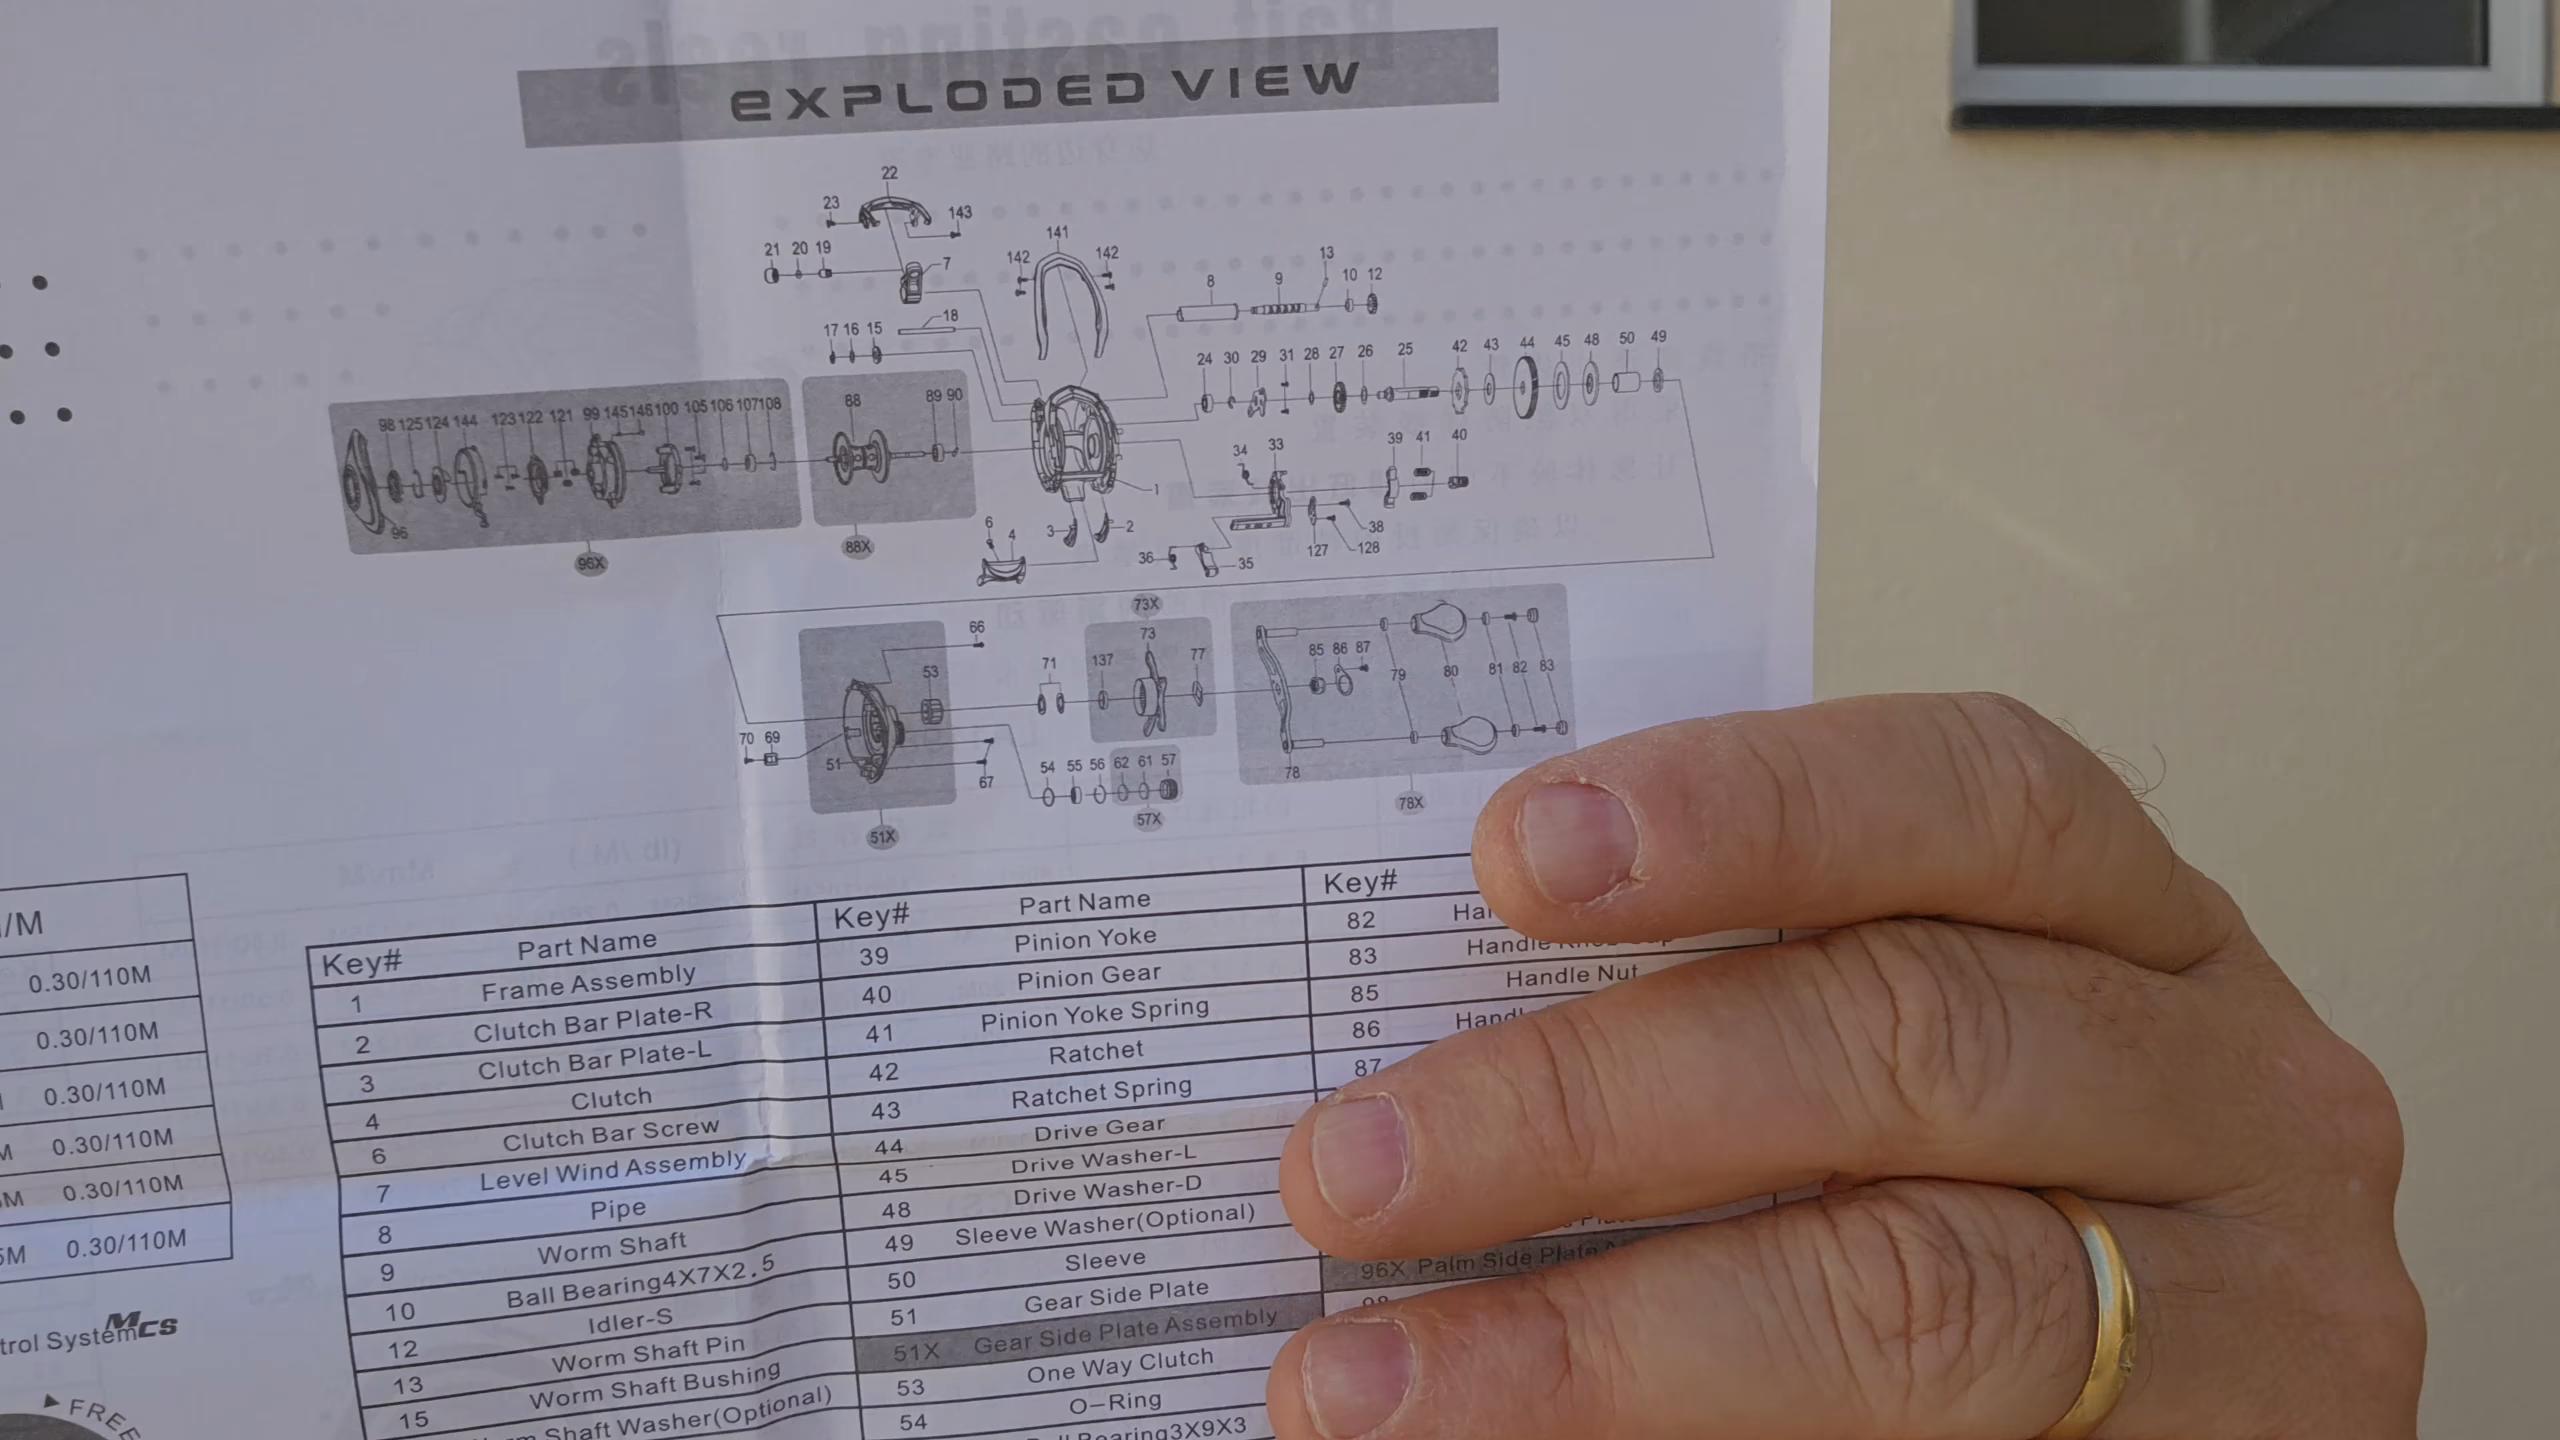 EXPLODED VIEW
22
23
143
21 20 19
7
141
142 142
13
8 9 10 12
17 16 15
18
24 30 29 31 28 27 26 25 42 43 44 45 48 50 49
98 125 124 144 123 122 121 99 145 146 100 105 106 107 108
96
96X
88 89 90
88X
1
34 33
39 41 40
38
127 128
36 35
3 2
6 4
73X
66
53
71
137 73 77
85 86 87
79 80 81 82 83
78
78X
70 69
51
67
54 55 56 62 61 57
57X
51X
/M
0.30/110M
0.30/110M
0.30/110M
M 0.30/110M
M 0.30/110M
5M 0.30/110M
trol System MCS
FREE
Key# Part Name
1 Frame Assembly
2 Clutch Bar Plate-R
3 Clutch Bar Plate-L
4 Clutch
6 Clutch Bar Screw
7 Level Wind Assembly
8 Pipe
9 Worm Shaft
10 Ball Bearing4X7X2.5
12 Idler-S
13 Worm Shaft Pin
15 Worm Shaft Bushing
Shaft Washer(Optional)
Key# Part Name
39 Pinion Yoke
40 Pinion Gear
41 Pinion Yoke Spring
42 Ratchet
43 Ratchet Spring
44 Drive Gear
45 Drive Washer-L
48 Drive Washer-D
49 Sleeve Washer(Optional)
50 Sleeve
51 Gear Side Plate
51X Gear Side Plate Assembly
53 One Way Clutch
54 O-Ring
Bearing3X9X3
Key#
82
83 Handle
85 Handle Nut
86
87
96X Palm Side Plate